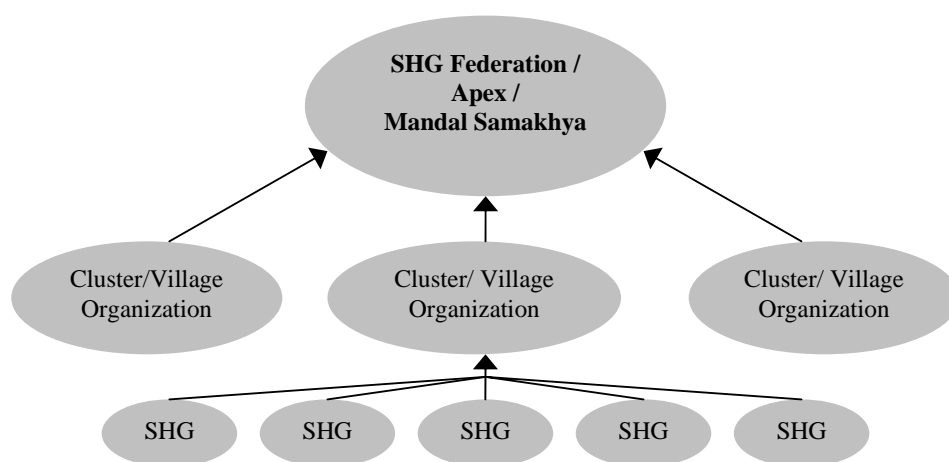 SHG Federation /
Apex /
Mandal Samakhya
Cluster/Village
Organization
Cluster/ Village
Organization
Cluster/ Village
Organization
SHG
SHG
SHG
SHG
SHG